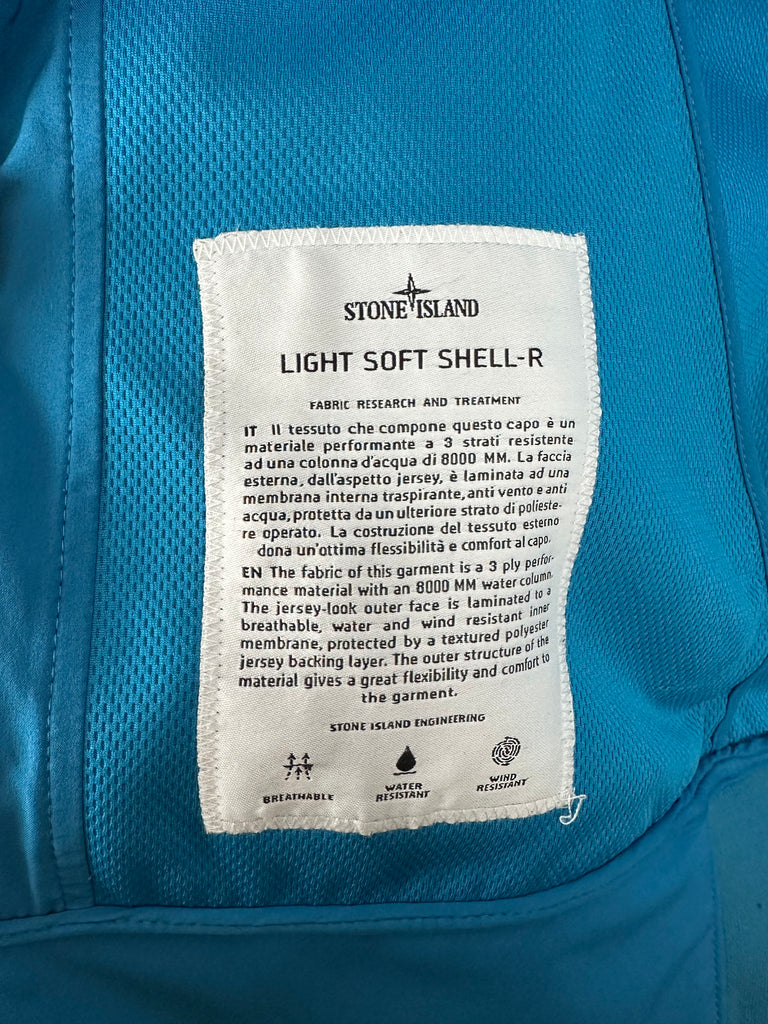 STONE ISLAND
LIGHT SOFT SHELL-R
FABRIC RESEARCH AND TREATMENT
IT Il tessuto che compone questo capo è un
materiale performante a 3 strati resistente
ad una colonna d'acqua di 8000 MM. La faccia
esterna, dall'aspetto jersey, è laminata ad una
membrana interna traspirante, anti vento e anti
acqua, protetta da un ulteriore strato di polieste-
re operato. La costruzione del tessuto esterno
dona un'ottima flessibilità e comfort al capo.
EN The fabric of this garment is a 3 ply perfor-
mance material with an 8000 MM water column.
The jersey-look outer face is laminated to a
breathable, water and wind resistant inner
membrane, protected by a textured polyester
jersey backing layer. The outer structure of the
material gives a great flexibility and comfort to
the garment.
STONE ISLAND ENGINEERING
BREATHABLE
WATER
RESISTANT
WIND
RESISTANT